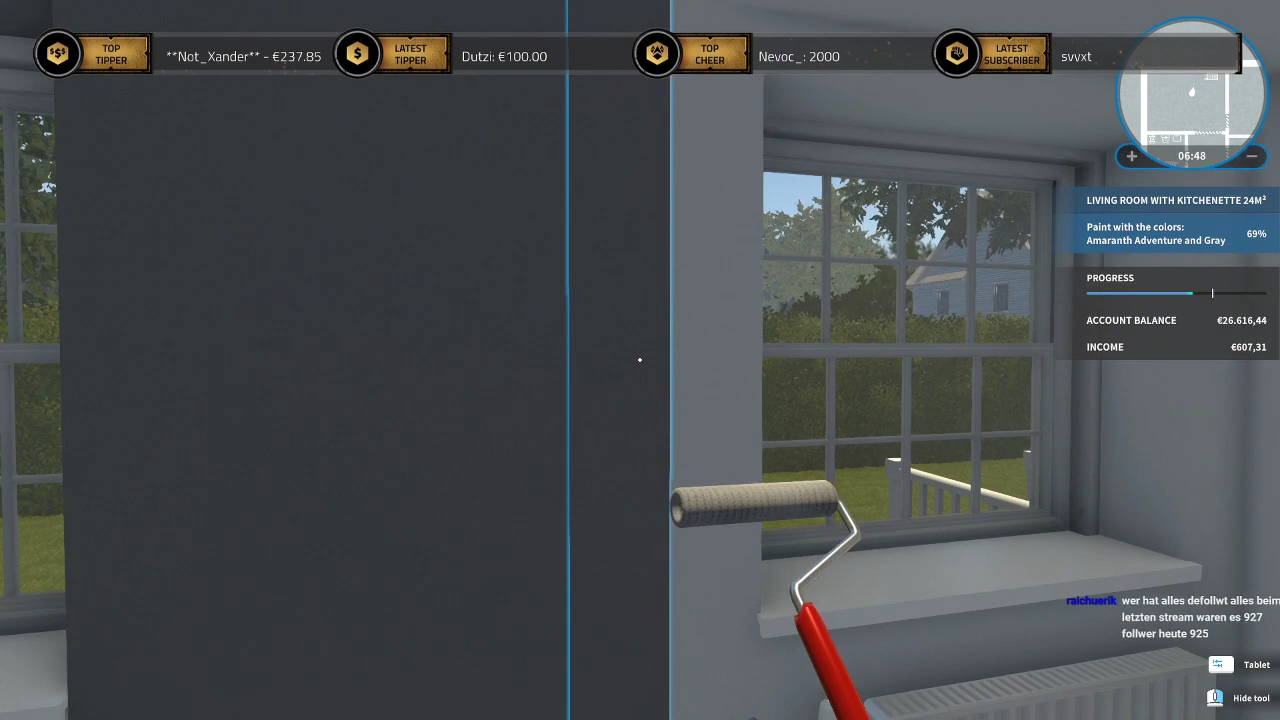 TOP
TIPPER
**Not_Xander** - €237.85
LATEST
TIPPER
Dutzi: €100.00
TOP
CHEER
Nevoc_: 2000
LATEST
SUBSCRIBER
svvxt
06:48
LIVING ROOM WITH KITCHENETTE 24M²
Paint with the colors:
Amaranth Adventure and Gray
69%
PROGRESS
ACCOUNT BALANCE €26.616,44
INCOME €607,31
raichuerik wer hat alles defollwt alles beim
letzten stream waren es 927
follwer heute 925
Tablet
Hide tool